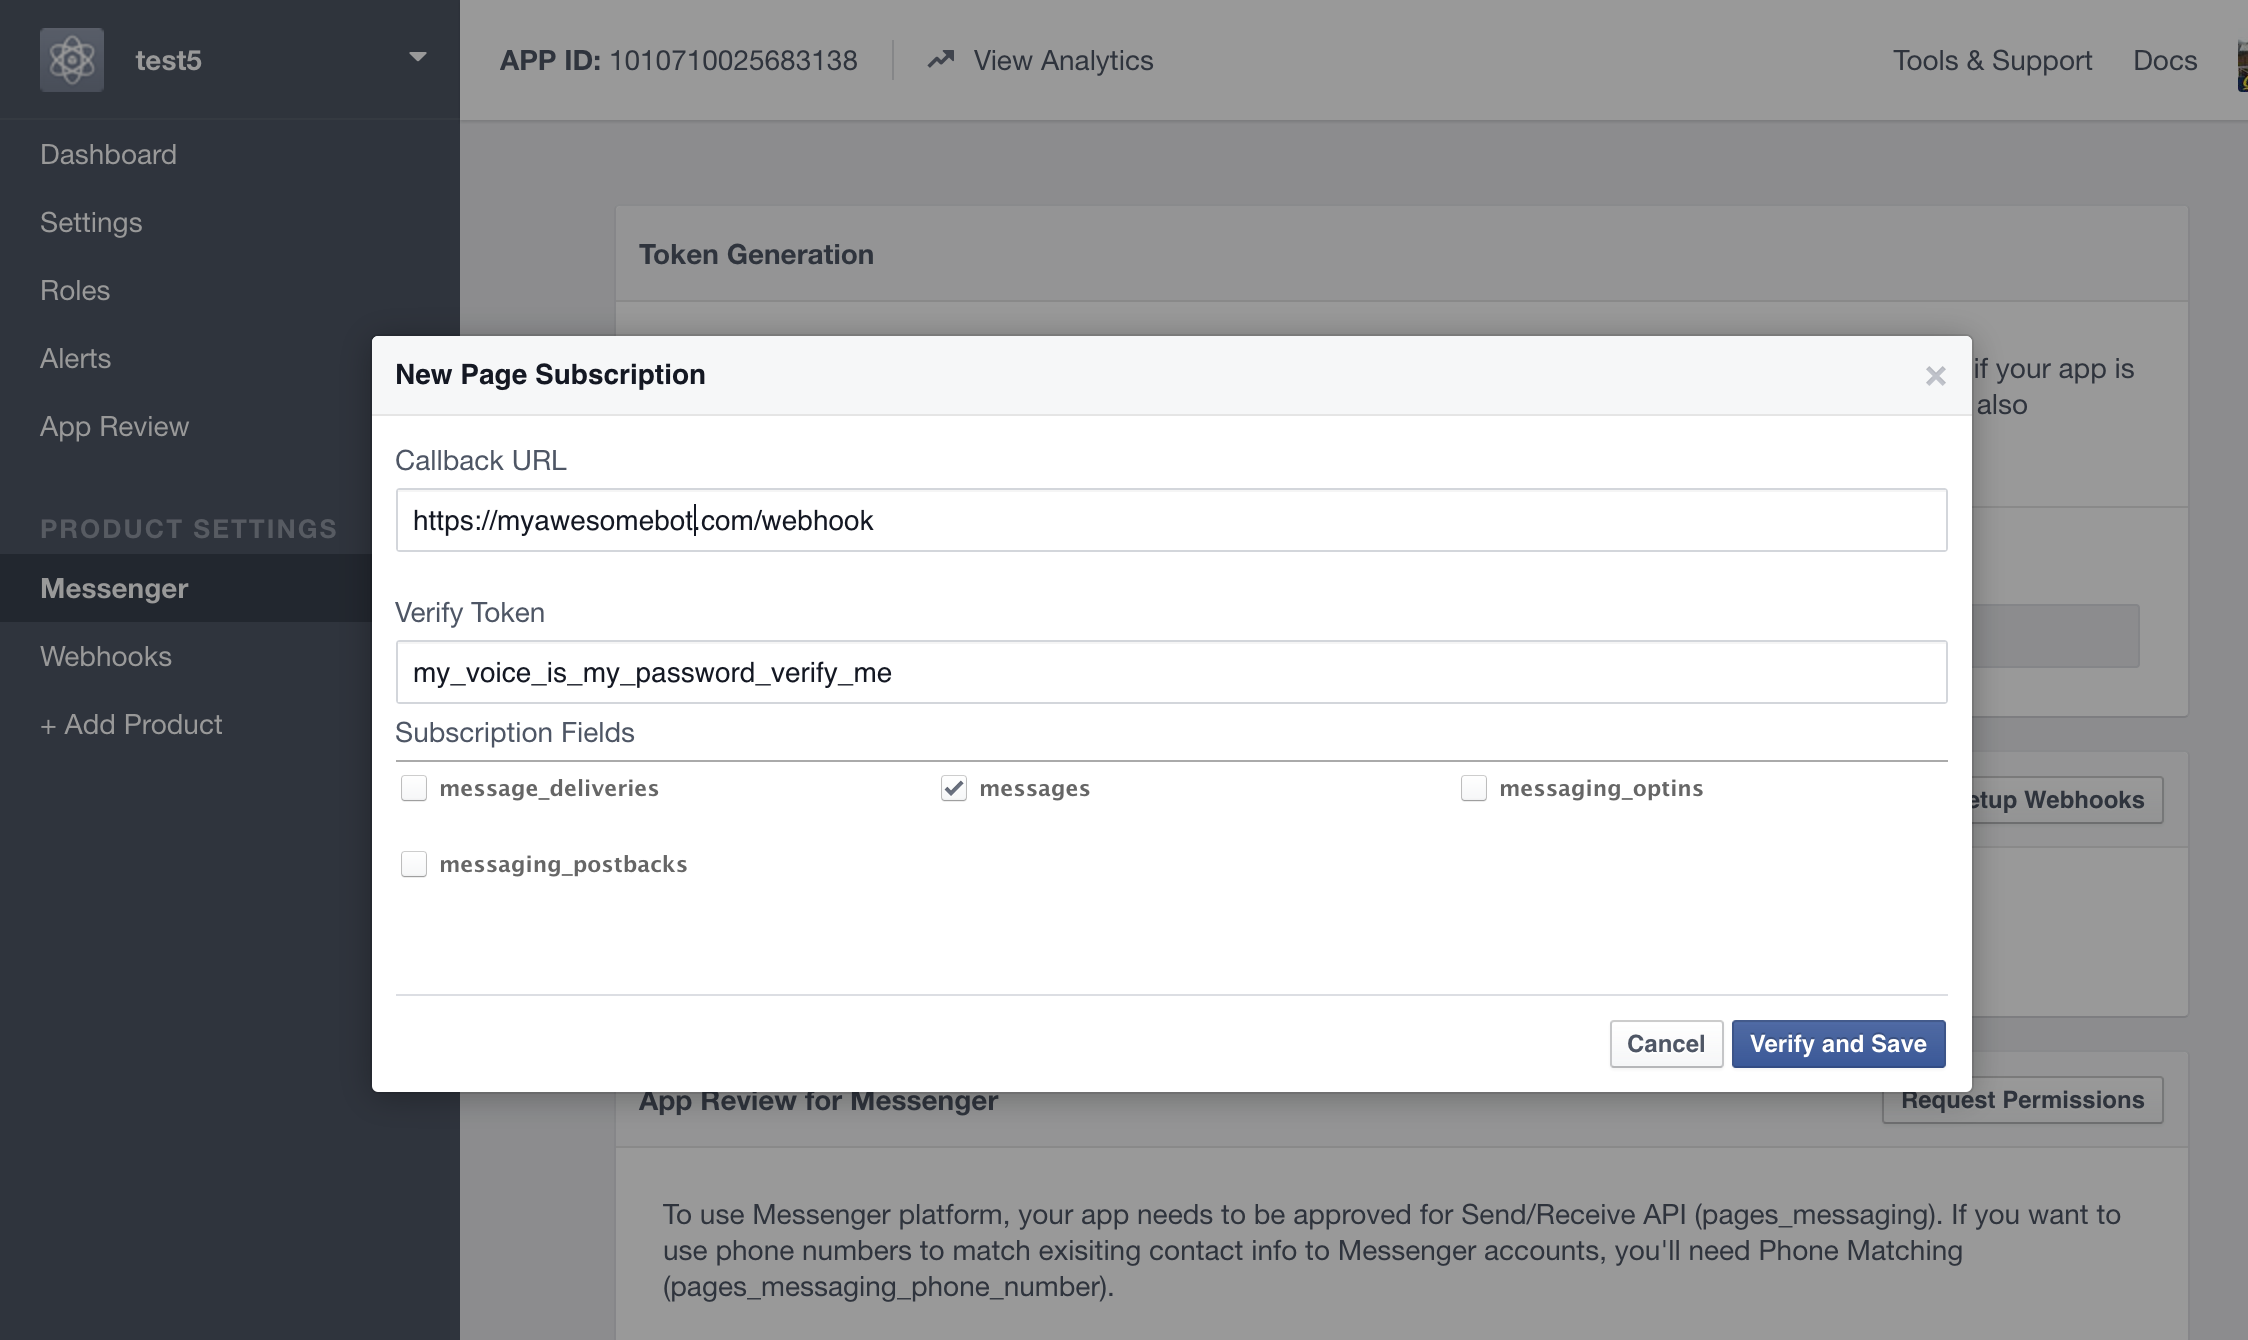 test5
APP ID: 1010710025683138
View Analytics
Tools & Support
Docs
Dashboard
Settings
Roles
Alerts
App Review
PRODUCT SETTINGS
Messenger
Webhooks
+ Add Product
Token Generation
if your app is
also
New Page Subscription
Callback URL
https://myawesomebot.com/webhook
Verify Token
my_voice_is_my_password_verify_me
Subscription Fields
message_deliveries
messages
messaging_optins
messaging_postbacks
Cancel
Verify and Save
etup Webhooks
App Review for Messenger
Request Permissions
To use Messenger platform, your app needs to be approved for Send/Receive API (pages_messaging). If you want to
use phone numbers to match exisiting contact info to Messenger accounts, you'll need Phone Matching
(pages_messaging_phone_number).